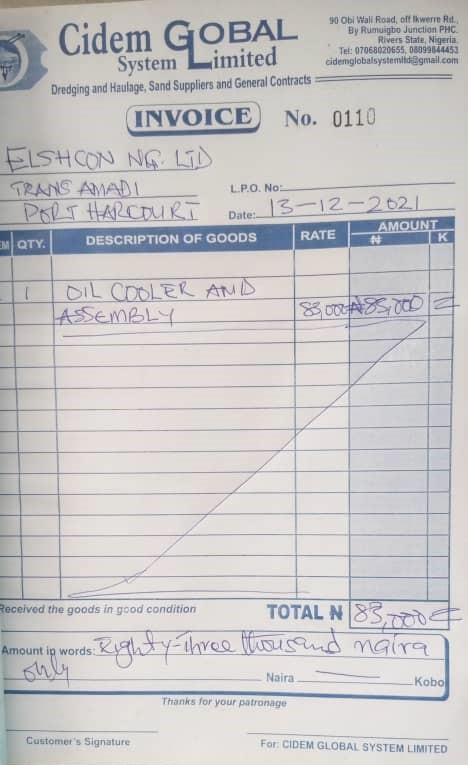 Cidem GOBAL
System Limited
90 Obi Wali Road, off Ikwerre Rd.,
By Rumuigbo Junction PHC.
Rivers State, Nigeria.
Tel: 07068020655, 08099844453
cidemglobalsystemltd@gmail.com
Dredging and Haulage, Sand Suppliers and General Contracts
INVOICE No. 0110
ELSHCON NG. LTD
TRANS AMADI
PORT HARCOURT
L.P.O. No:
Date: 13-12-2021
EM QTY. DESCRIPTION OF GOODS RATE AMOUNT
₦ K
1 OIL COOLER AND
ASSEMBLY 83,000 ₦83,000 =
Received the goods in good condition TOTAL ₦ 83,000 =
Amount in words: Eighty-three thousand naira
only Naira Kobo
Thanks for your patronage
Customer's Signature For: CIDEM GLOBAL SYSTEM LIMITED